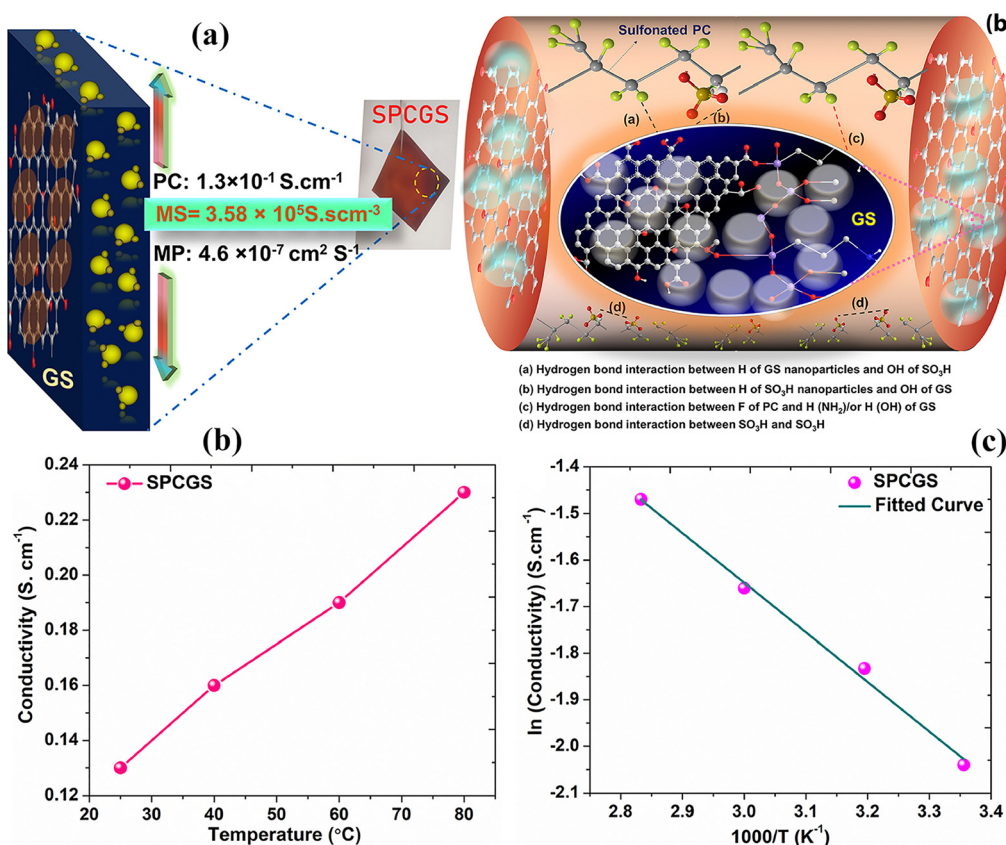 (a)
SPCGS
PC: 1.3×10⁻¹ S.cm⁻¹
MS= 3.58 × 10⁵S.scm⁻³
MP: 4.6 ×10⁻⁷ cm² S⁻¹
GS
(b)
Sulfonated PC
(a)
(b)
(c)
GS
(d)
(d)
(a) Hydrogen bond interaction between H of GS nanoparticles and OH of SO₃H
(b) Hydrogen bond interaction between H of SO₃H nanoparticles and OH of GS
(c) Hydrogen bond interaction between F of PC and H (NH₂)/or H (OH) of GS
(d) Hydrogen bond interaction between SO₃H and SO₃H
(b)
SPCGS
Conductivity (S. cm⁻¹)
0.24
0.22
0.20
0.18
0.16
0.14
0.12
20 30 40 50 60 70 80
Temperature (°C)
(c)
SPCGS
Fitted Curve
ln (Conductivity) (S.cm⁻¹)
-1.4
-1.5
-1.6
-1.7
-1.8
-1.9
-2.0
-2.1
2.8 2.9 3.0 3.1 3.2 3.3 3.4
1000/T (K⁻¹)